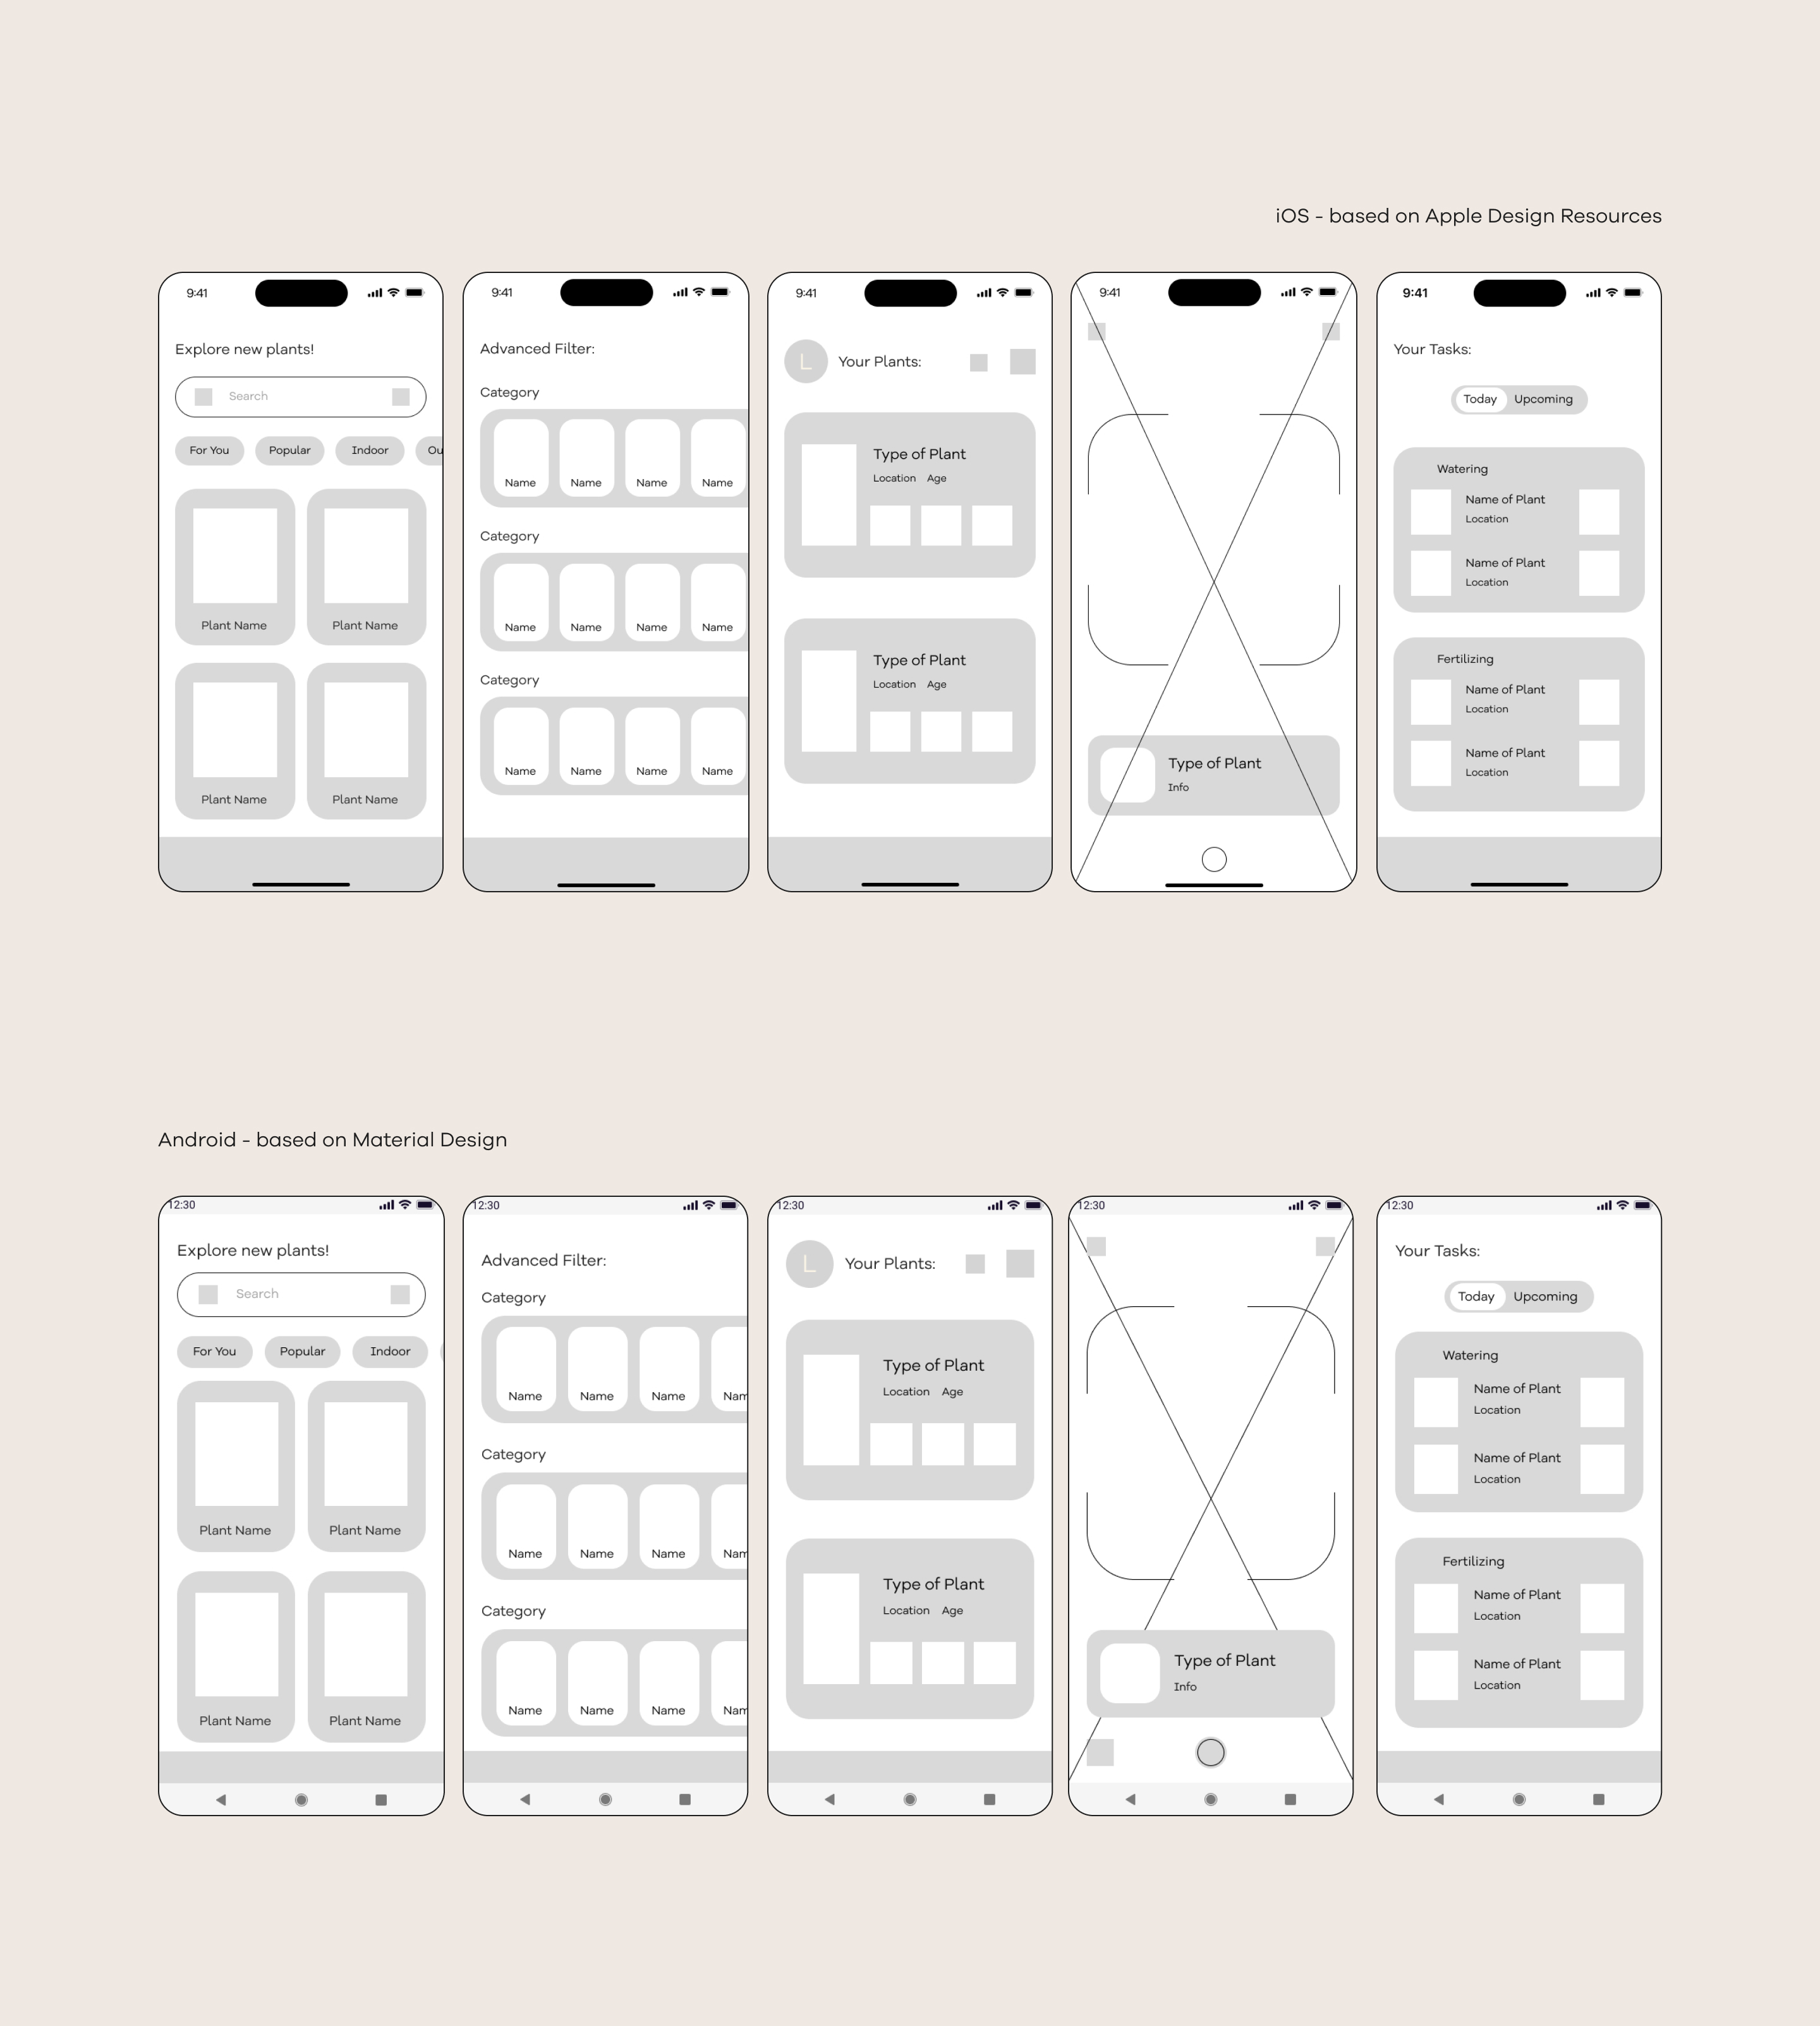 iOS - based on Apple Design Resources
9:41
Explore new plants!
Search
For You Popular Indoor Ou
Plant Name Plant Name
Plant Name Plant Name
9:41
Advanced Filter:
Category
Name Name Name Name
Category
Name Name Name Name
Category
Name Name Name Name
9:41
L Your Plants:
Type of Plant
Location Age
Type of Plant
Location Age
9:41
Type of Plant
Info
9:41
Your Tasks:
Today Upcoming
Watering
Name of Plant
Location
Name of Plant
Location
Fertilizing
Name of Plant
Location
Name of Plant
Location
Android - based on Material Design
12:30
Explore new plants!
Search
For You Popular Indoor
Plant Name Plant Name
Plant Name Plant Name
12:30
Advanced Filter:
Category
Name Name Name Nam
Category
Name Name Name Nam
Category
Name Name Name Nam
12:30
L Your Plants:
Type of Plant
Location Age
Type of Plant
Location Age
12:30
Type of Plant
Info
12:30
Your Tasks:
Today Upcoming
Watering
Name of Plant
Location
Name of Plant
Location
Fertilizing
Name of Plant
Location
Name of Plant
Location